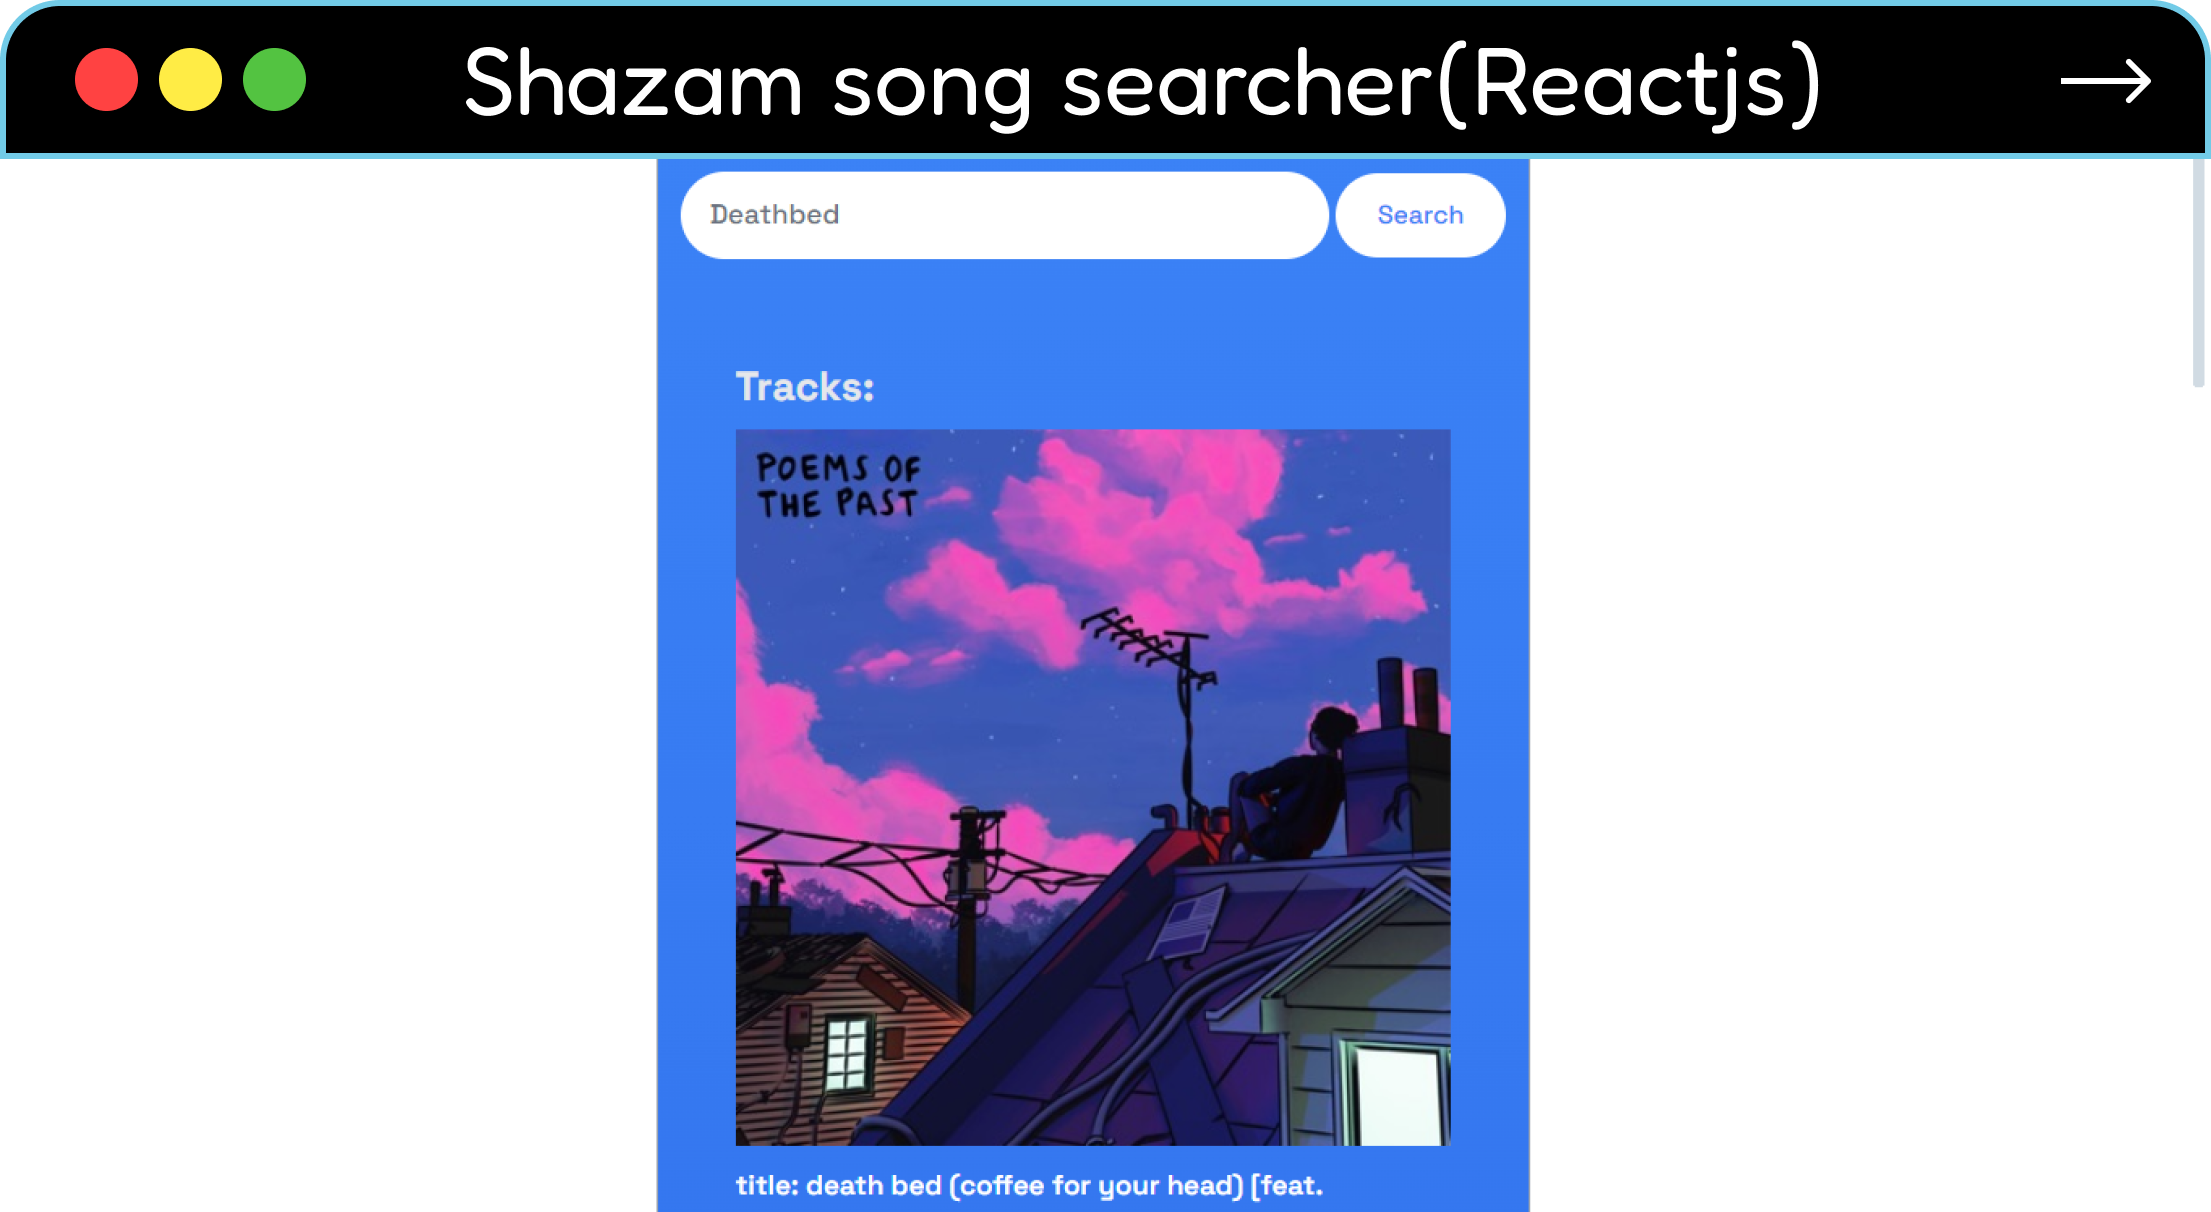 Shazam song searcher(Reactjs)
Deathbed
Search
Tracks:
POEMS OF
THE PAST
title: death bed (coffee for your head) [feat.